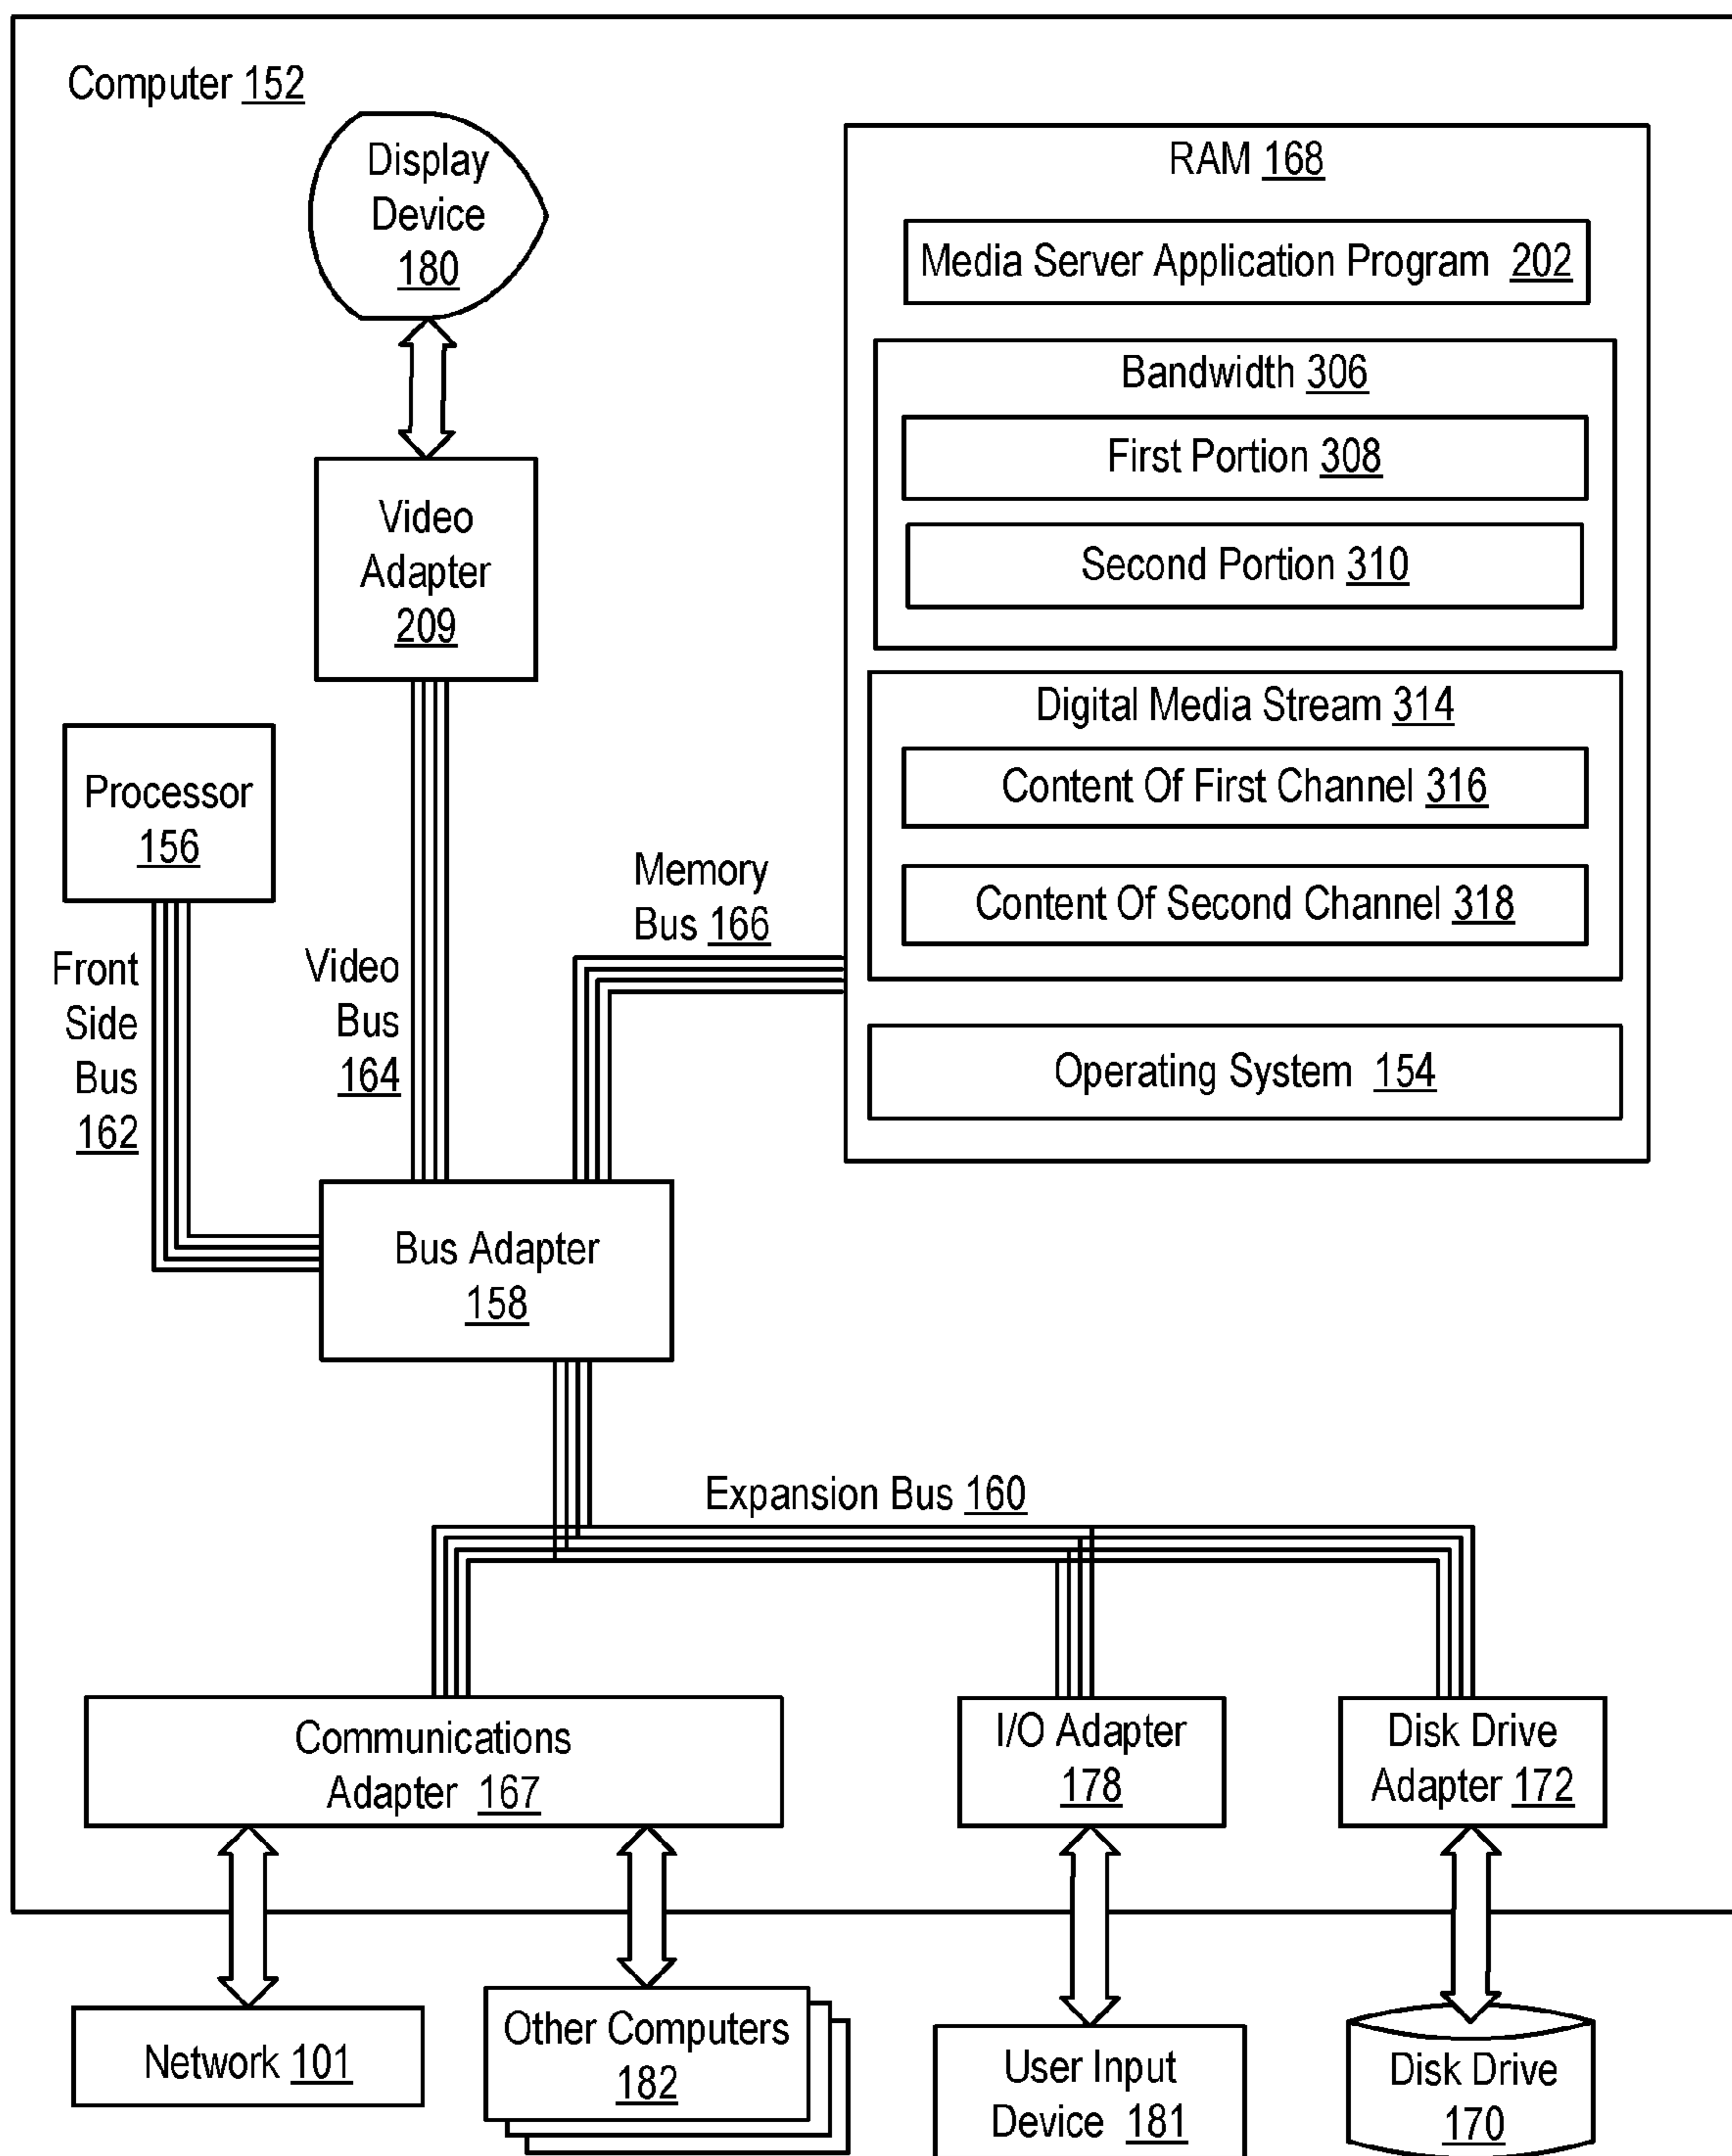 Computer 152
Display
Device
180
RAM 168
Media Server Application Program 202
Bandwidth 306
First Portion 308
Second Portion 310
Video
Adapter
209
Digital Media Stream 314
Content Of First Channel 316
Content Of Second Channel 318
Operating System 154
Processor
156
Memory
Bus 166
Front
Side
Bus
162
Video
Bus
164
Bus Adapter
158
Expansion Bus 160
Communications
Adapter 167
I/O Adapter
178
Disk Drive
Adapter 172
Network 101
Other Computers
182
User Input
Device 181
Disk Drive
170